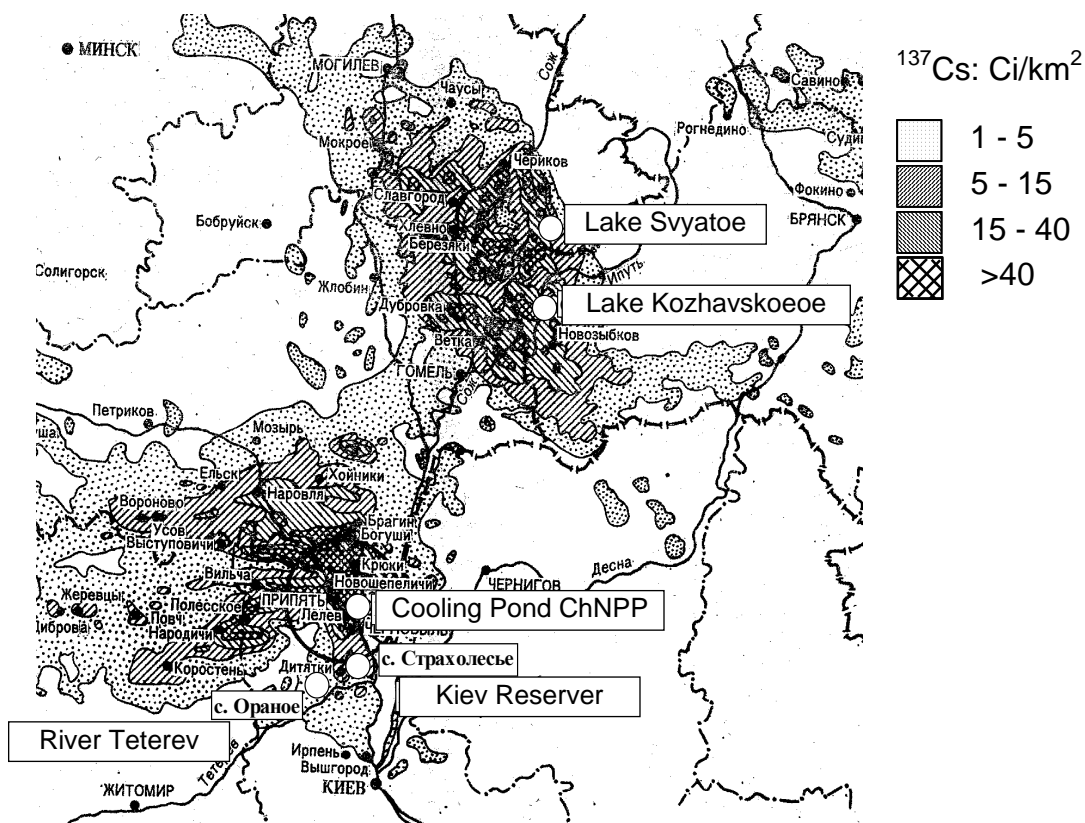 МИНСК
МОГИЛЕВ
Чаусы
Сож
Савино
Рогнедино
Мокрое
Чериков
Фокино
Славгород
БРЯНСК
Бобруйск
Хлевно
Березяки
Lake Svyatoe
Солигорск
Жлобин
Ипуть
Дубровка
Lake Kozhavskoeoe
Ветка
Новозыбков
ГОМЕЛЬ
Сож
Петриков
Мозырь
Ельск
Хойники
Вороново
Наровля
Усов
Брагин
Богуши
Выступовичи
Крюки
Вильча
Новошепеличи
ЧЕРНИГОВ
Десна
Жеревцы
Полесское
ПРИПЯТЬ
Cooling Pond ChNPP
Лелев
Народичи
Коростень
Дитятки
с. Страхолесье
с. Ораное
Kiev Reserver
River Teterev
Ирпень
Вышгород
КИЕВ
ЖИТОМИР
¹³⁷Cs: Ci/km²
1 - 5
5 - 15
15 - 40
>40